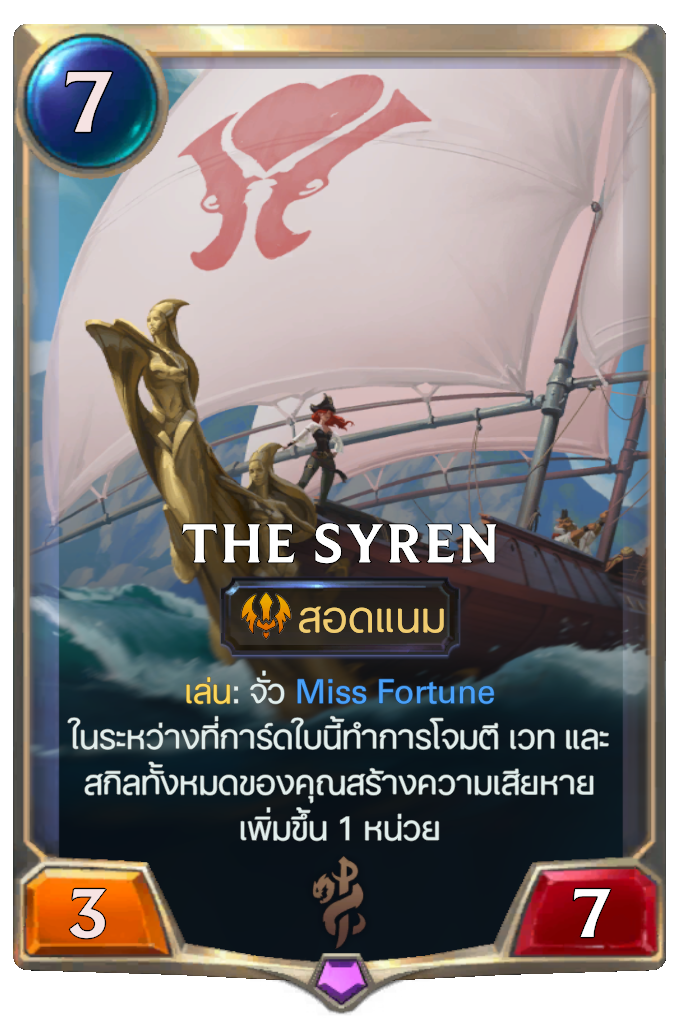 7
THE SYREN
สอดแนม
เล่น: จั่ว Miss Fortune
ในระหว่างที่การ์ดใบนี้ทำการโจมตี เวท และ
สกิลทั้งหมดของคุณสร้างความเสียหาย
เพิ่มขึ้น 1 หน่วย
3
7